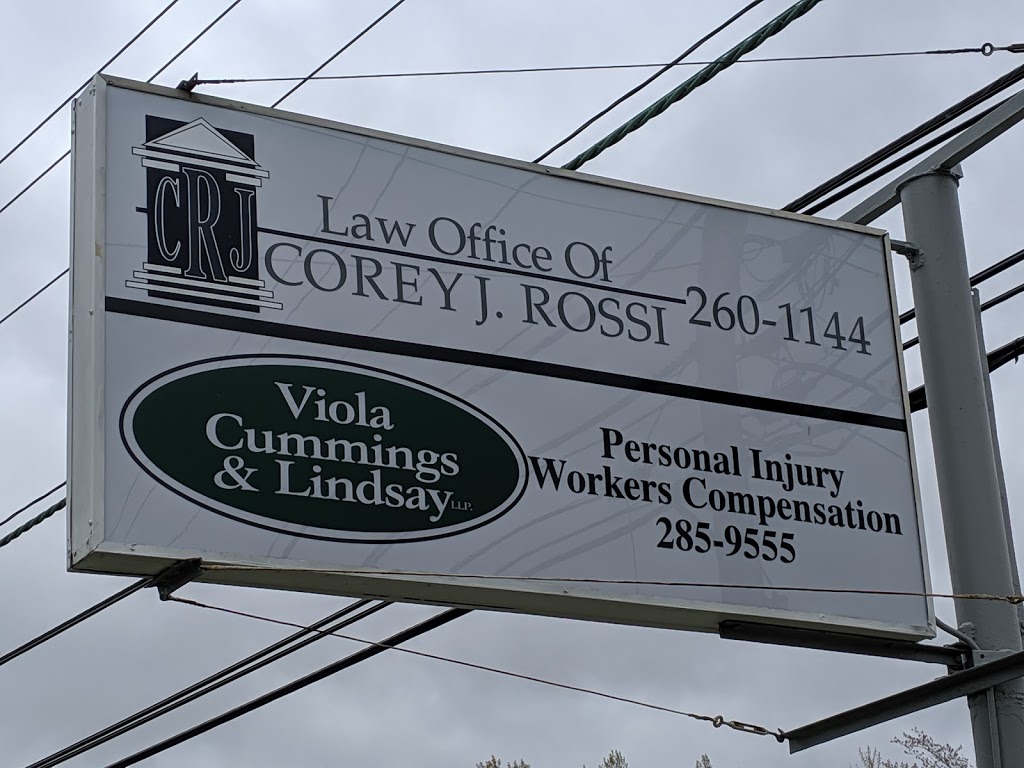 CRJ
Law Office Of
COREY J. ROSSI
260-1144
Viola
Cummings
& Lindsay LLP.
Personal Injury
Workers Compensation
285-9555